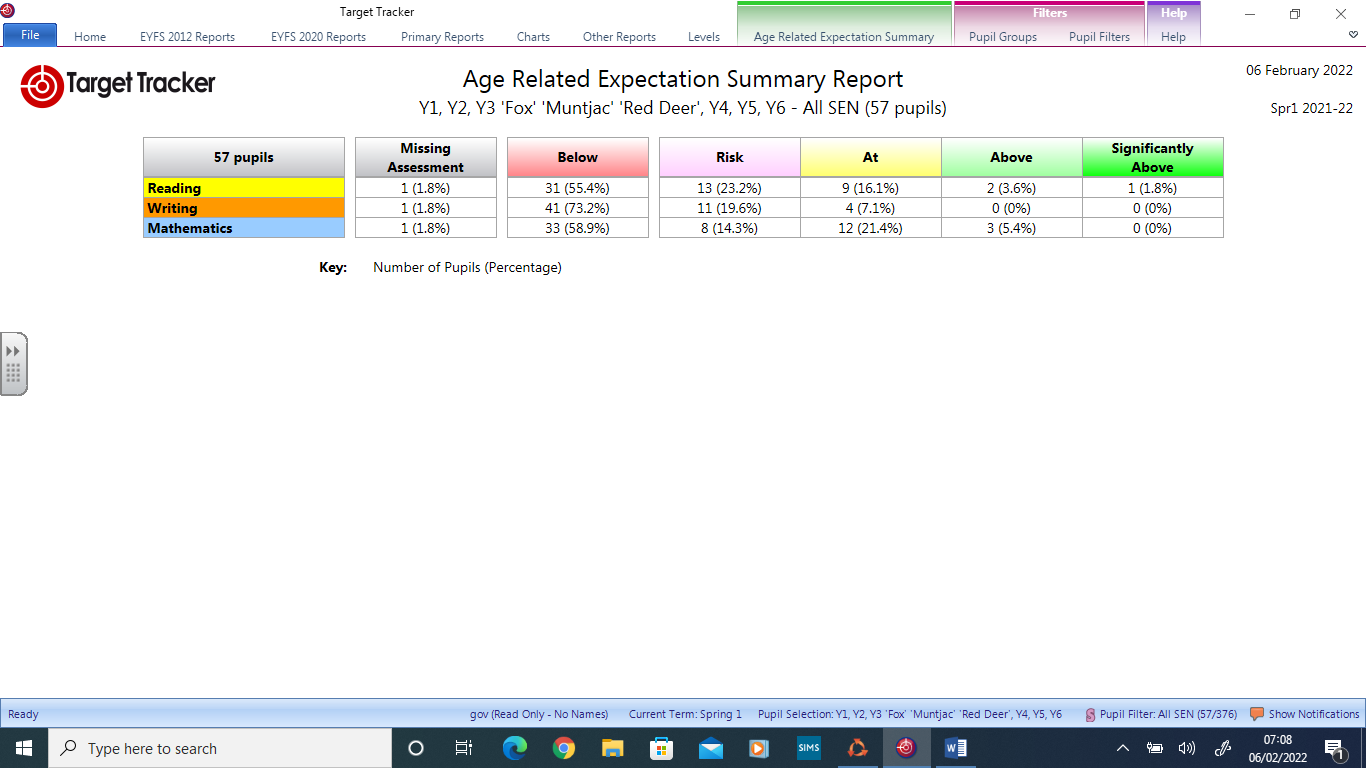 Target Tracker
Filters
Help
File Home EYFS 2012 Reports EYFS 2020 Reports Primary Reports Charts Other Reports Levels Age Related Expectation Summary Pupil Groups Pupil Filters Help
Target Tracker
Age Related Expectation Summary Report
06 February 2022
Y1, Y2, Y3 'Fox' 'Muntjac' 'Red Deer', Y4, Y5, Y6 - All SEN (57 pupils)
Spr1 2021-22
57 pupils Missing Assessment Below Risk At Above Significantly Above
Reading 1 (1.8%) 31 (55.4%) 13 (23.2%) 9 (16.1%) 2 (3.6%) 1 (1.8%)
Writing 1 (1.8%) 41 (73.2%) 11 (19.6%) 4 (7.1%) 0 (0%) 0 (0%)
Mathematics 1 (1.8%) 33 (58.9%) 8 (14.3%) 12 (21.4%) 3 (5.4%) 0 (0%)
Key: Number of Pupils (Percentage)
Ready gov (Read Only - No Names) Current Term: Spring 1 Pupil Selection: Y1, Y2, Y3 'Fox' 'Muntjac' 'Red Deer', Y4, Y5, Y6 Pupil Filter: All SEN (57/376) Show Notifications
Type here to search SIMS 07:08
06/02/2022 1